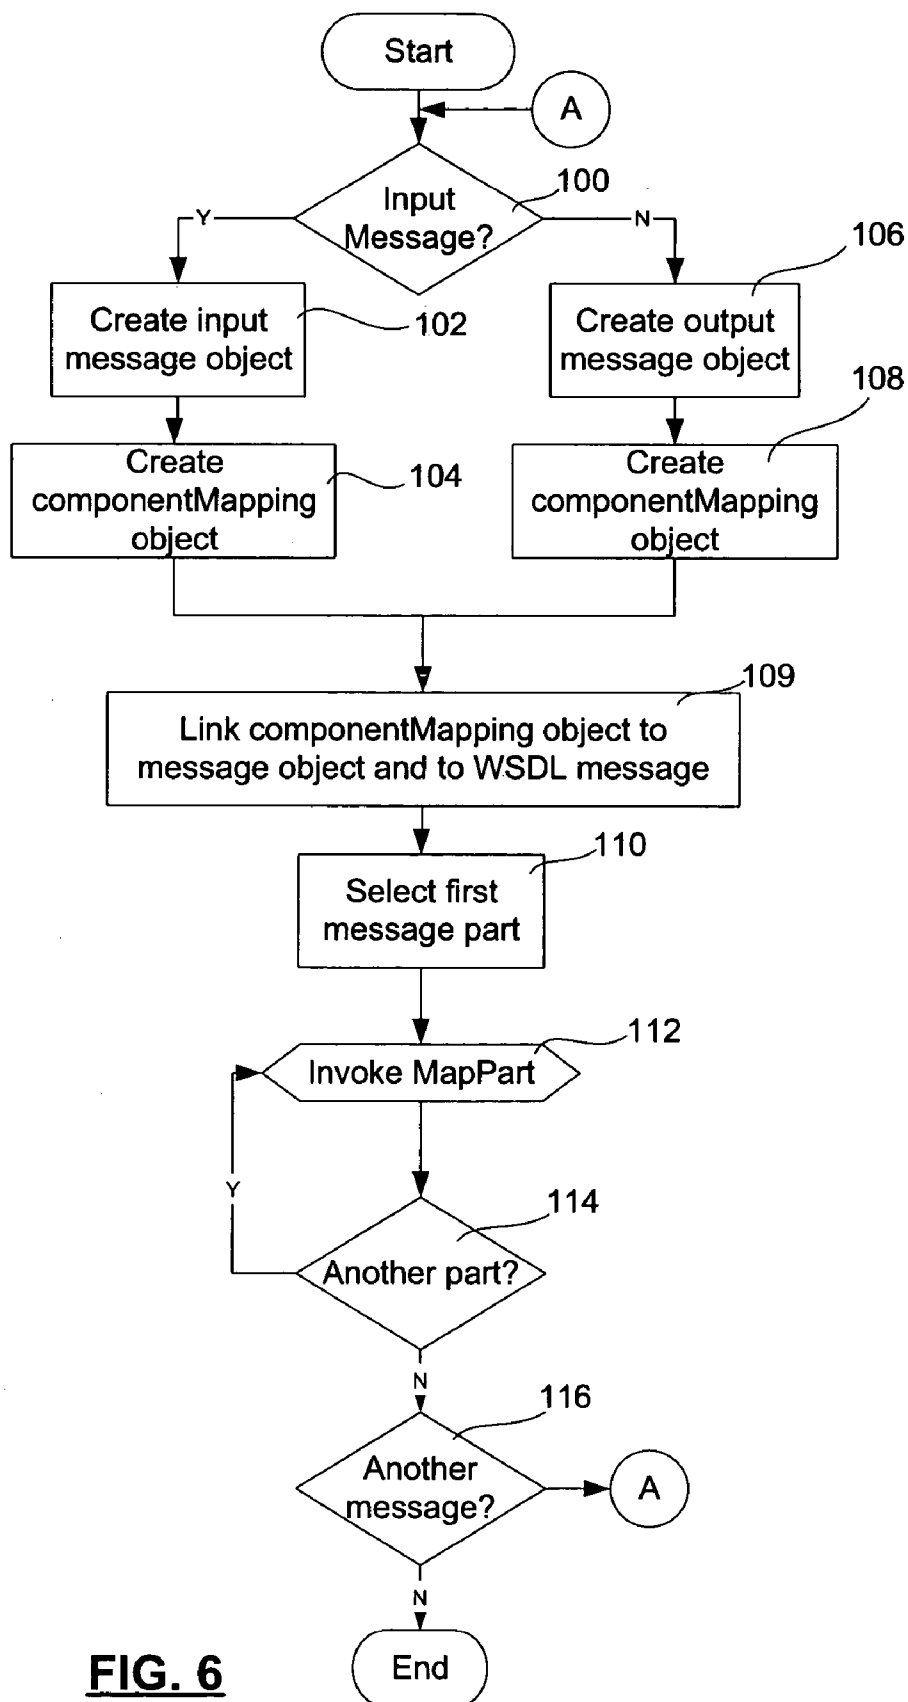 Start
A
100
Input
Message?
Y
N
106
Create input
message object
102
Create output
message object
108
Create
componentMapping
object
104
Create
componentMapping
object
109
Link componentMapping object to
message object and to WSDL message
110
Select first
message part
112
Invoke MapPart
Y
114
Another part?
N
116
Another
message?
A
N
End
FIG. 6